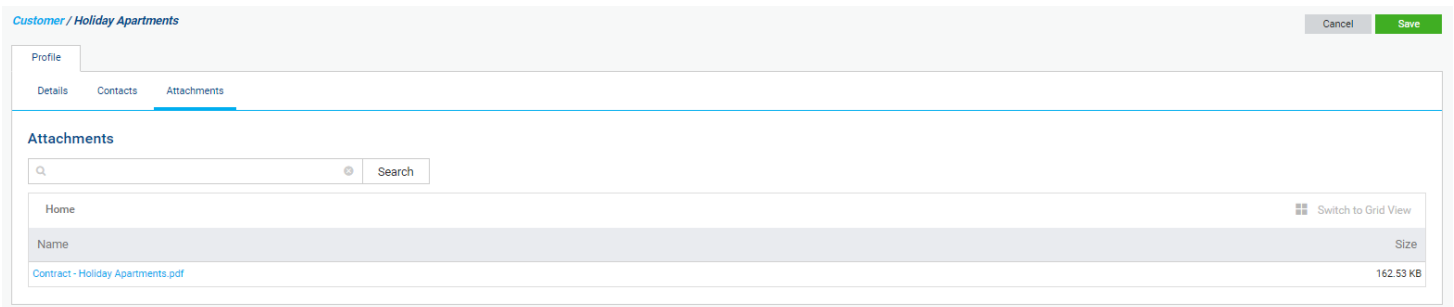 Customer / Holiday Apartments
Cancel Save
Profile
Details Contacts Attachments
Attachments
Search
Home Switch to Grid View
Name Size
Contract - Holiday Apartments.pdf 162.53 KB